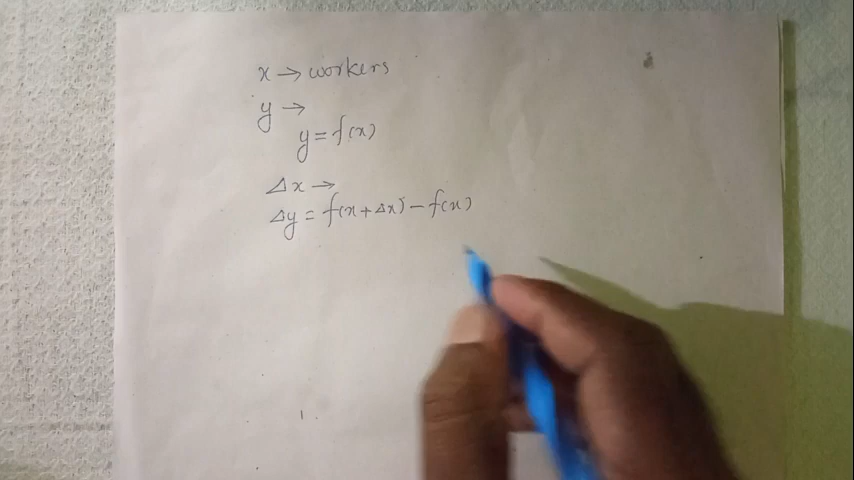 x → workers
y →
y = f(x)
Δx →
Δy = f(x + Δx) - f(x)